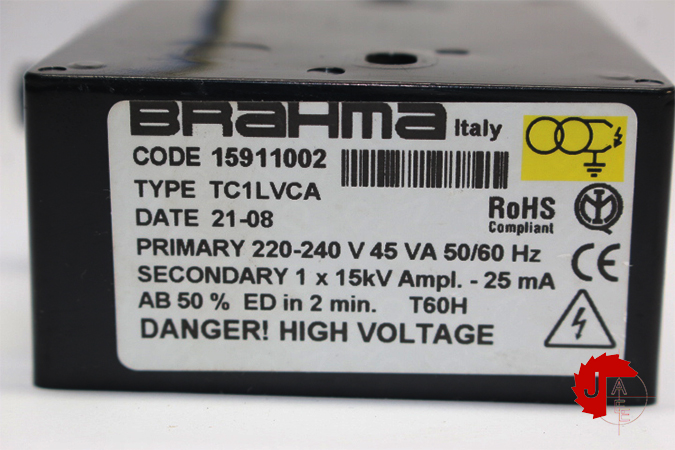 BRAHMA Italy
CODE 15911002
TYPE TC1LVCA
DATE 21-08
RoHS
Compliant
PRIMARY 220-240 V 45 VA 50/60 Hz
SECONDARY 1 x 15kV Ampl. - 25 mA
AB 50 % ED in 2 min. T60H
DANGER! HIGH VOLTAGE
CE